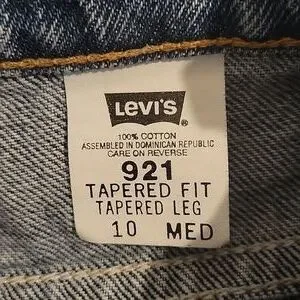 LEVI'S
®
100% COTTON
ASSEMBLED IN DOMINICAN REPUBLIC
CARE ON REVERSE
921
TAPERED FIT
TAPERED LEG
10 MED